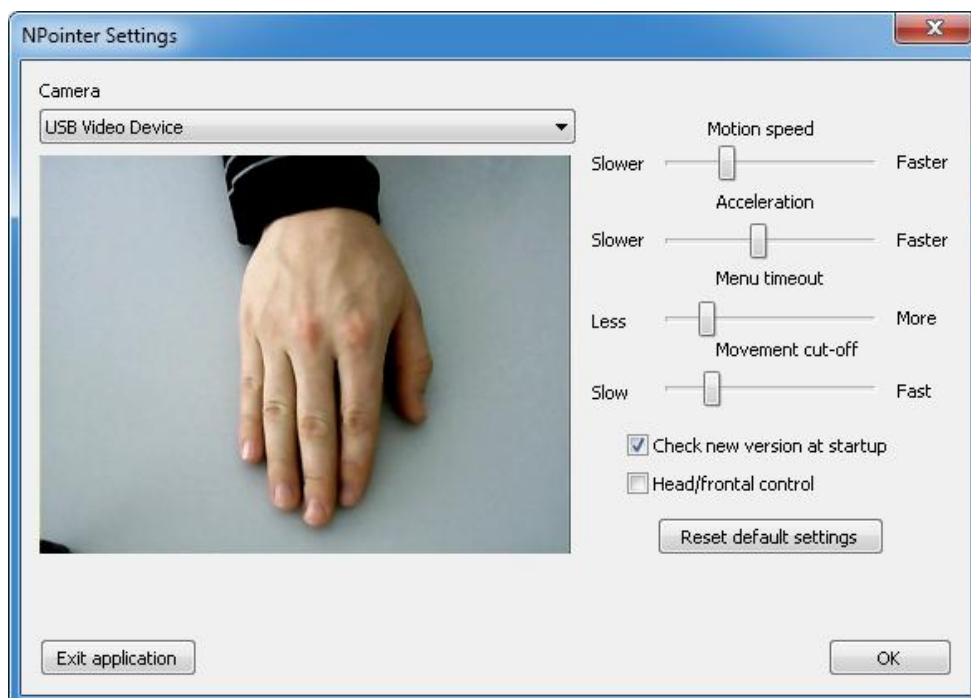 NPointer Settings
Camera
USB Video Device
Motion speed
Slower Faster
Acceleration
Slower Faster
Menu timeout
Less More
Movement cut-off
Slow Fast
Check new version at startup
Head/frontal control
Reset default settings
Exit application OK